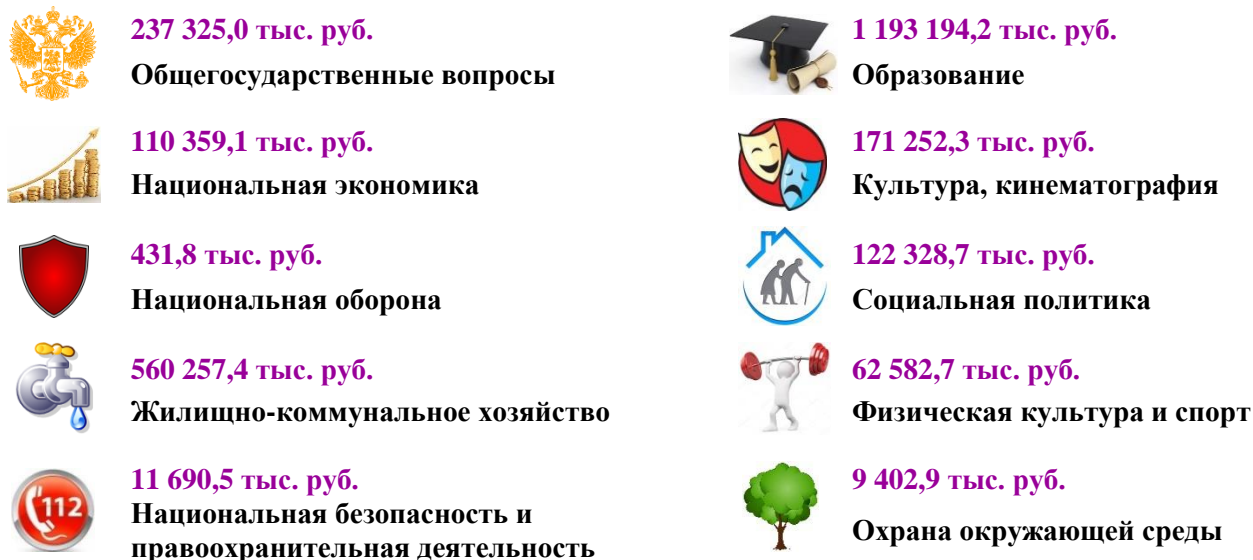 237 325,0 тыс. руб.
Общегосударственные вопросы
110 359,1 тыс. руб.
Национальная экономика
431,8 тыс. руб.
Национальная оборона
560 257,4 тыс. руб.
Жилищно-коммунальное хозяйство
112
11 690,5 тыс. руб.
Национальная безопасность и
правоохранительная деятельность
1 193 194,2 тыс. руб.
Образование
171 252,3 тыс. руб.
Культура, кинематография
122 328,7 тыс. руб.
Социальная политика
62 582,7 тыс. руб.
Физическая культура и спорт
9 402,9 тыс. руб.
Охрана окружающей среды